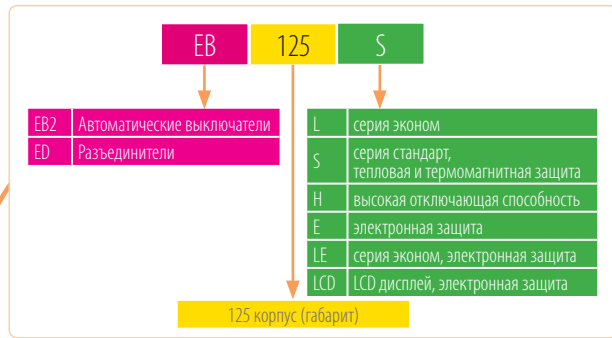 EB 125 S
EB2 Автоматические выключатели
ED Разъединители
L серия эконом
S серия стандарт,
тепловая и термомагнитная защита
H высокая отключающая способность
E электронная защита
LE серия эконом, электронная защита
LCD LCD дисплей, электронная защита
125 корпус (габарит)